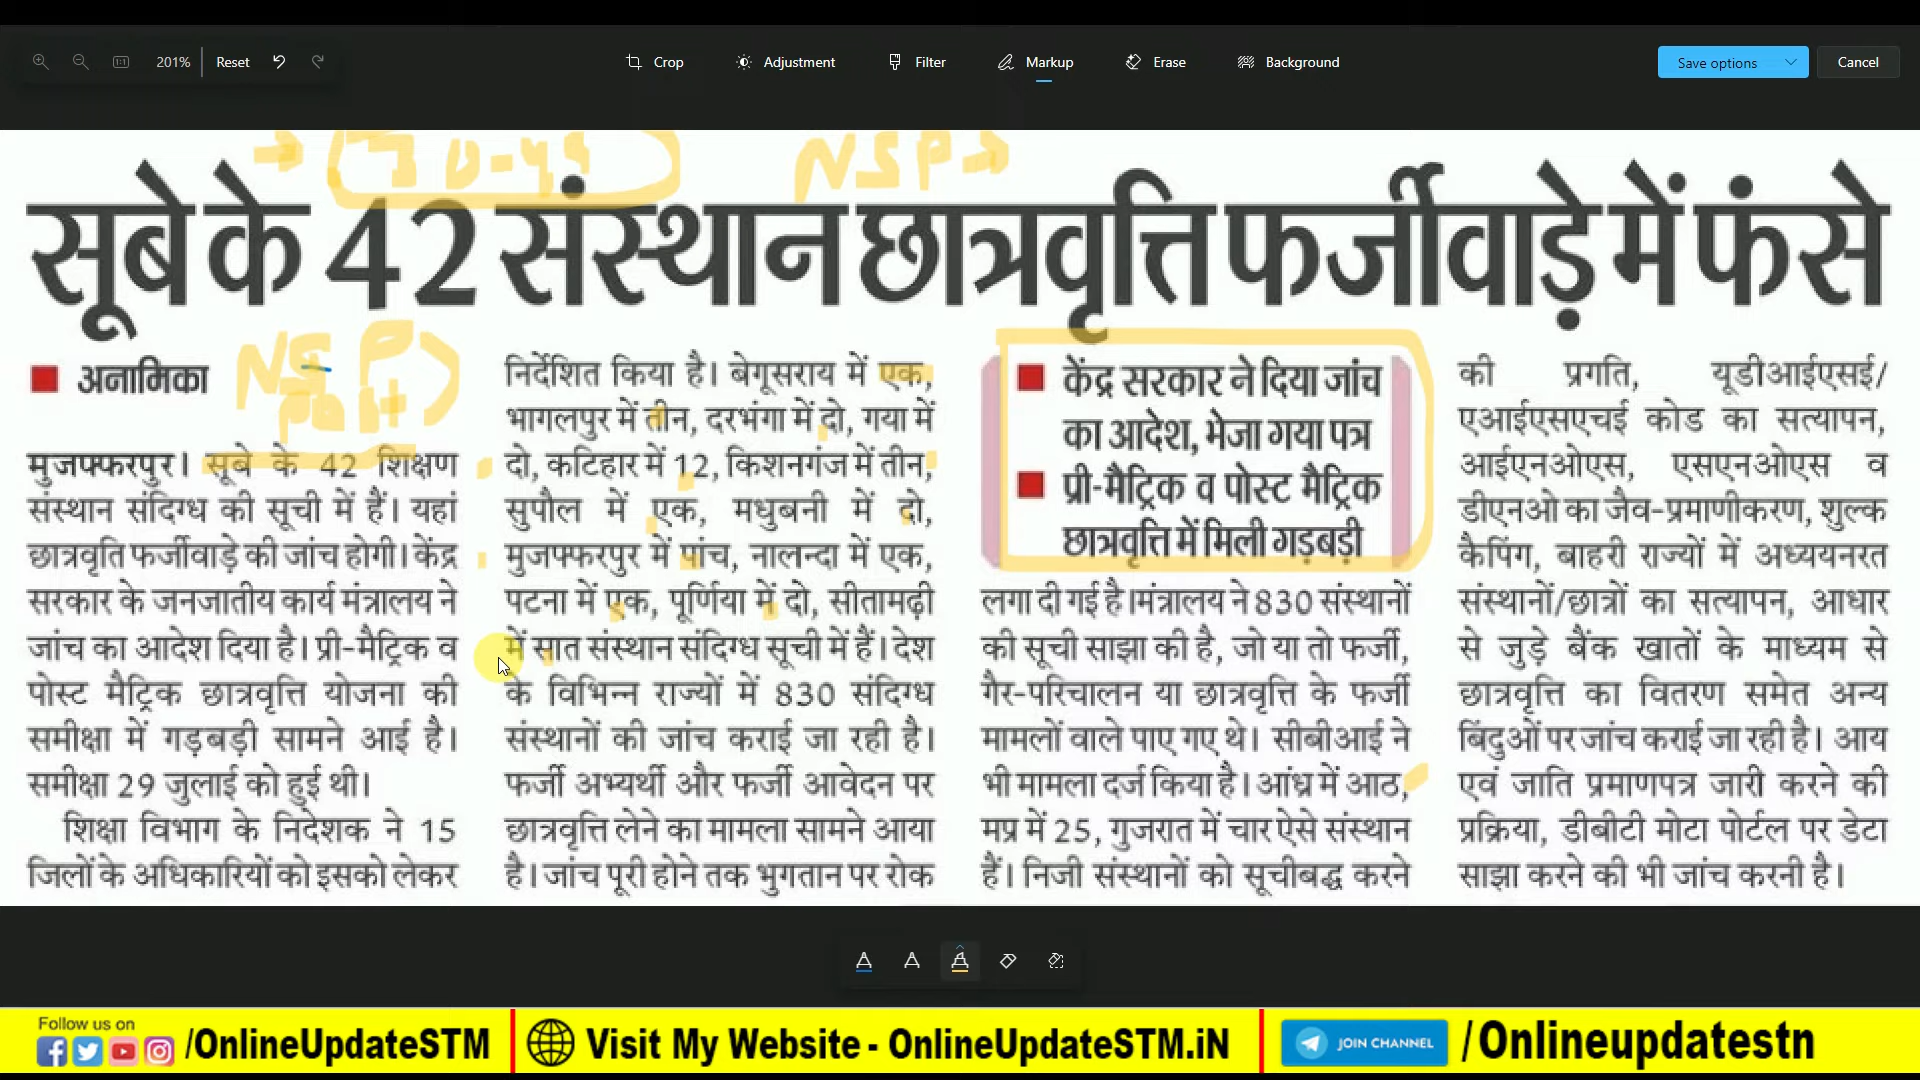 201%
Reset
Crop
Adjustment
Filter
Markup
Erase
Background
Save options
Cancel
NSP
सूबे के 42 संस्थान छात्रवृत्ति फर्जीवाड़े में फंसे
अनामिका
NSP
मुजफ्फरपुर। सूबे के 42 शिक्षण
संस्थान संदिग्ध की सूची में हैं। यहां
छात्रवृति फर्जीवाड़े की जांच होगी। केंद्र
सरकार के जनजातीय कार्य मंत्रालय ने
जांच का आदेश दिया है। प्री-मैट्रिक व
पोस्ट मैट्रिक छात्रवृत्ति योजना की
समीक्षा में गड़बड़ी सामने आई है।
समीक्षा 29 जुलाई को हुई थी।
शिक्षा विभाग के निदेशक ने 15
जिलों के अधिकारियों को इसको लेकर
निर्देशित किया है। बेगूसराय में एक,
भागलपुर में तीन, दरभंगा में दो, गया में
दो, कटिहार में 12, किशनगंज में तीन,
सुपौल में एक, मधुबनी में दो,
मुजफ्फरपुर में पांच, नालन्दा में एक,
पटना में एक, पूर्णिया में दो, सीतामढ़ी
में सात संस्थान संदिग्ध सूची में हैं। देश
के विभिन्न राज्यों में 830 संदिग्ध
संस्थानों की जांच कराई जा रही है।
फर्जी अभ्यर्थी और फर्जी आवेदन पर
छात्रवृत्ति लेने का मामला सामने आया
है। जांच पूरी होने तक भुगतान पर रोक
केंद्र सरकार ने दिया जांच
का आदेश, भेजा गया पत्र
प्री-मैट्रिक व पोस्ट मैट्रिक
छात्रवृत्ति में मिली गड़बड़ी
लगा दी गई है।मंत्रालय ने 830 संस्थानों
की सूची साझा की है, जो या तो फर्जी,
गैर-परिचालन या छात्रवृत्ति के फर्जी
मामलों वाले पाए गए थे। सीबीआई ने
भी मामला दर्ज किया है। आंध्र में आठ,
मप्र में 25, गुजरात में चार ऐसे संस्थान
हैं। निजी संस्थानों को सूचीबद्ध करने
की प्रगति, यूडीआईएसई/
एआईएसएचई कोड का सत्यापन,
आईएनओएस, एसएनओएस व
डीएनओ का जैव-प्रमाणीकरण, शुल्क
कैपिंग, बाहरी राज्यों में अध्ययनरत
संस्थानों/छात्रों का सत्यापन, आधार
से जुड़े बैंक खातों के माध्यम से
छात्रवृत्ति का वितरण समेत अन्य
बिंदुओं पर जांच कराई जा रही है। आय
एवं जाति प्रमाणपत्र जारी करने की
प्रक्रिया, डीबीटी मोटा पोर्टल पर डेटा
साझा करने की भी जांच करनी है।
Follow us on
/OnlineUpdateSTM
Visit My Website - OnlineUpdateSTM.iN
JOIN CHANNEL
/Onlineupdatestn